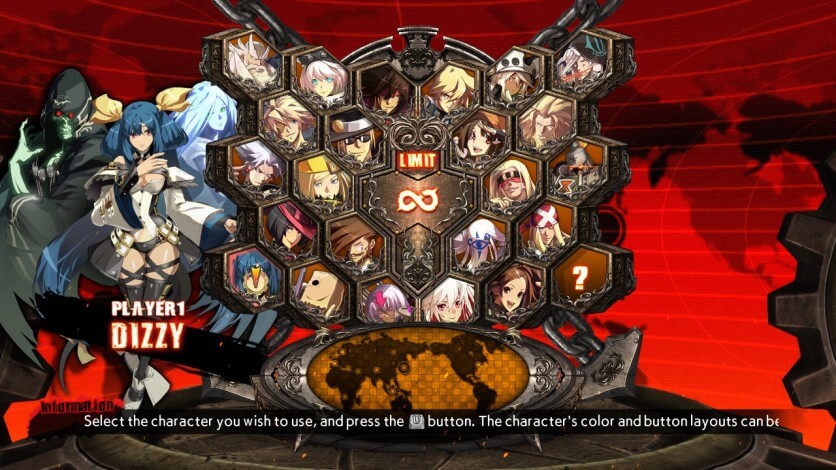 LIMIT
∞
?
PLAYER1
DIZZY
Information
Select the character you wish to use, and press the button. The character's color and button layouts can be